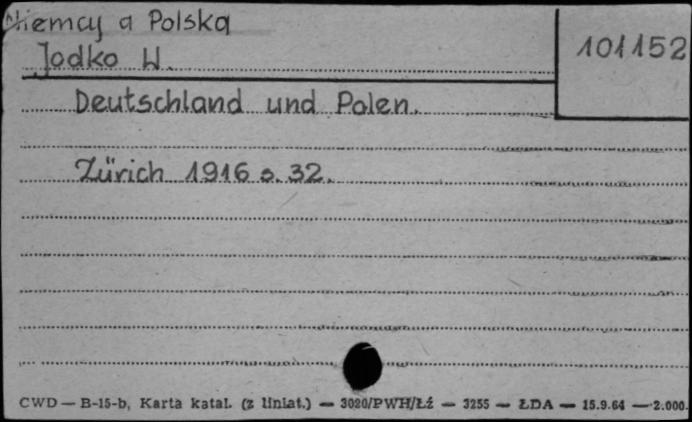 Niemcy a Polska
Jodko W.
101152
Deutschland und Polen.
Zürich 1916 s. 32.
CWD — B-15-b, Karta katal. (z liniat.) — 3020/PWH/Łź — 3255 — ŁDA — 15.9.64 — 2.000.